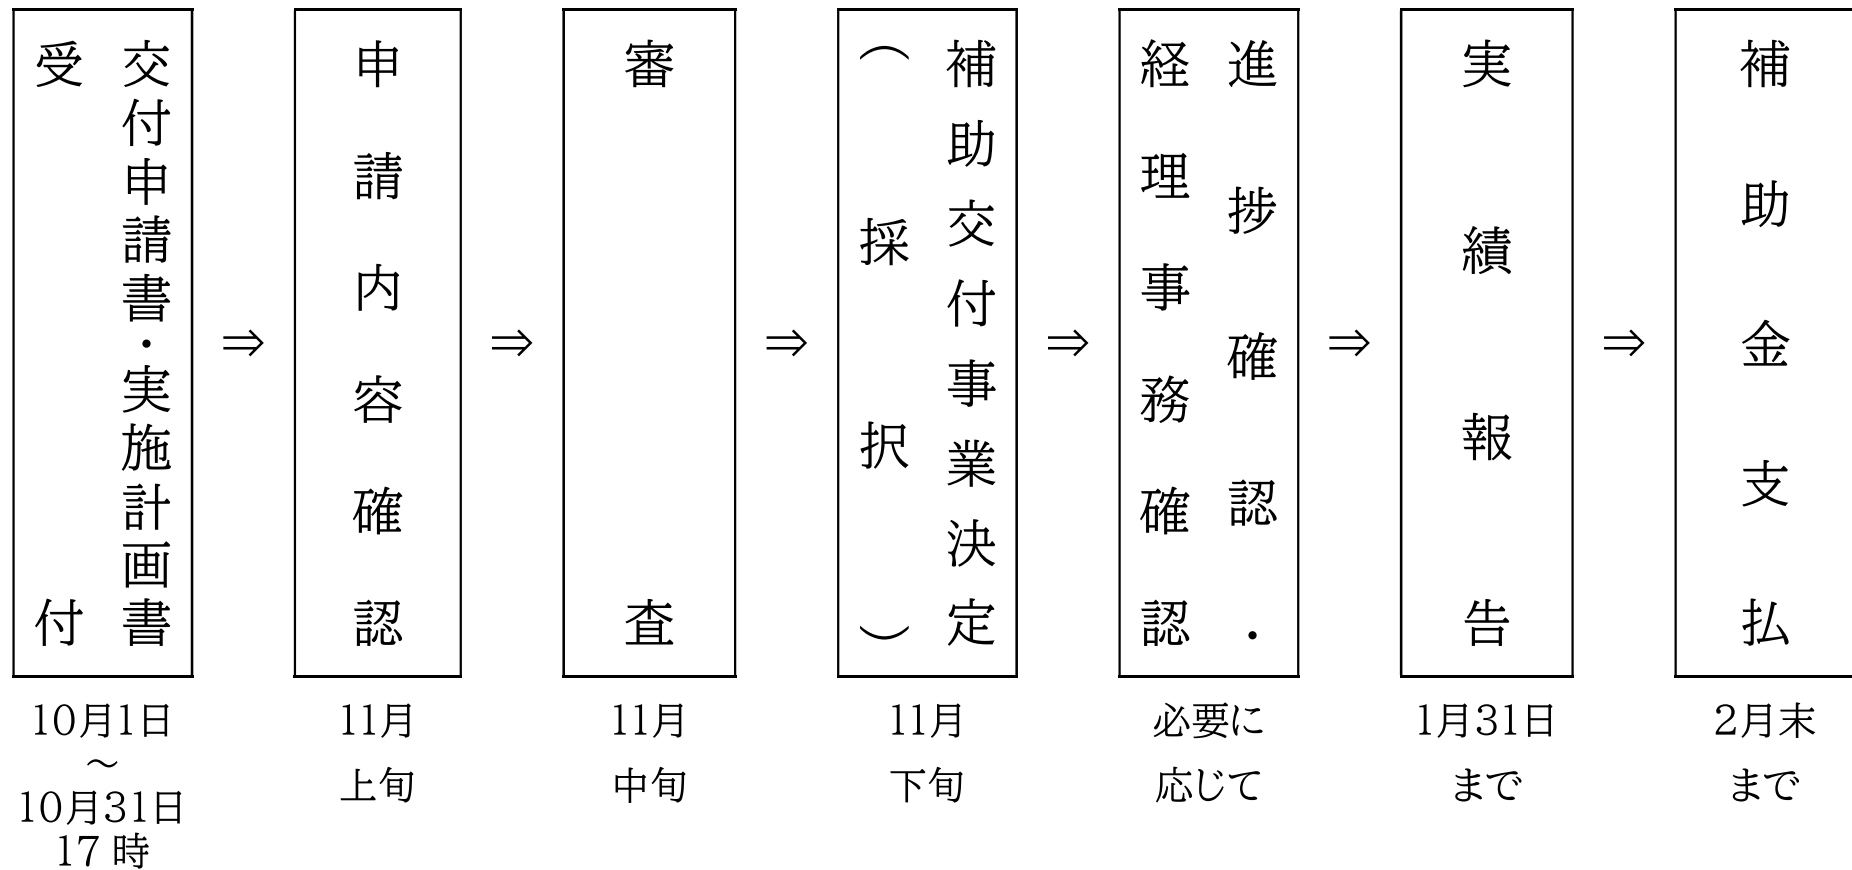 交付申請書・実施計画書
受付
⇒
申請内容確認
⇒
審査
⇒
補助交付事業決定
（採択）
⇒
進捗確認・
経理事務確認
⇒
実績報告
⇒
補助金支払
10月1日
～
10月31日
17時
11月
上旬
11月
中旬
11月
下旬
必要に
応じて
1月31日
まで
2月末
まで